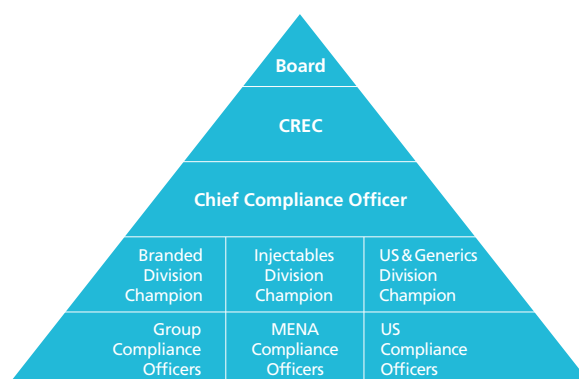 Board
CREC
Chief Compliance Officer
Branded
Division
Champion
Injectables
Division
Champion
US & Generics
Division
Champion
Group
Compliance
Officers
MENA
Compliance
Officers
US
Compliance
Officers